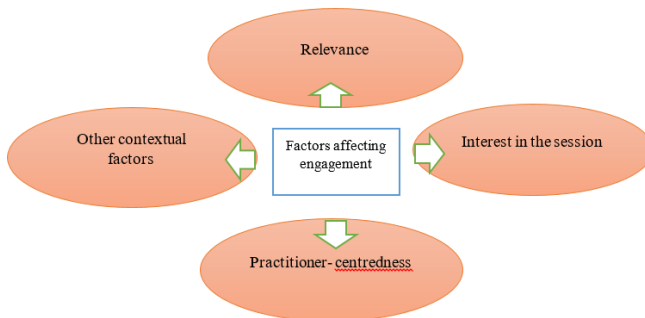 Relevance
Other contextual
factors
Factors affecting
engagement
Interest in the session
Practitioner- centredness